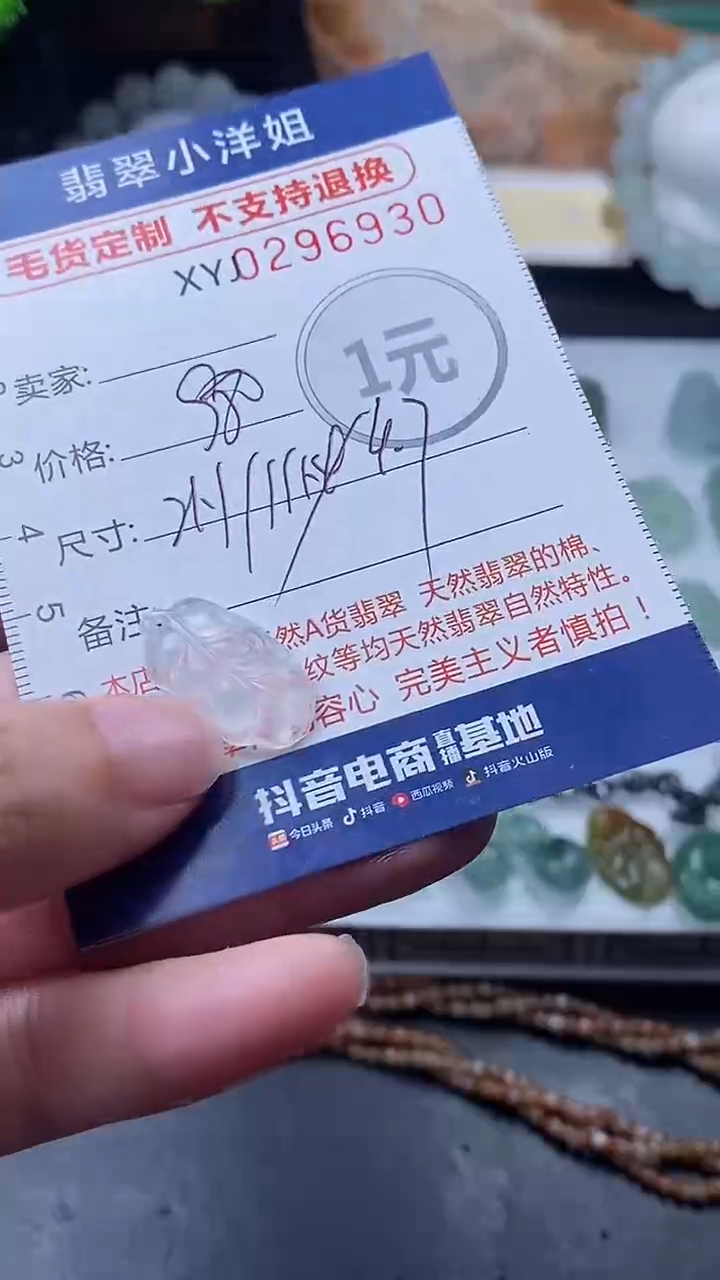 翡翠小洋姐
毛货定制 不支持退换
XYJ0296930
1元
卖家:
3 价格:
4 尺寸:
5 备注
然A货翡翠 天然翡翠的棉、
本店 纹等均天然翡翠自然特性。
容心 完美主义者慎拍！
抖音电商直播基地
今日头条 抖音 西瓜视频 抖音火山版